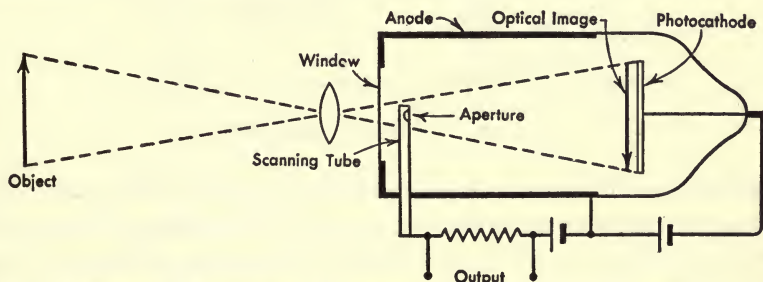 Anode
Optical Image
Photocathode
Window
Aperture
Scanning Tube
Object
Output